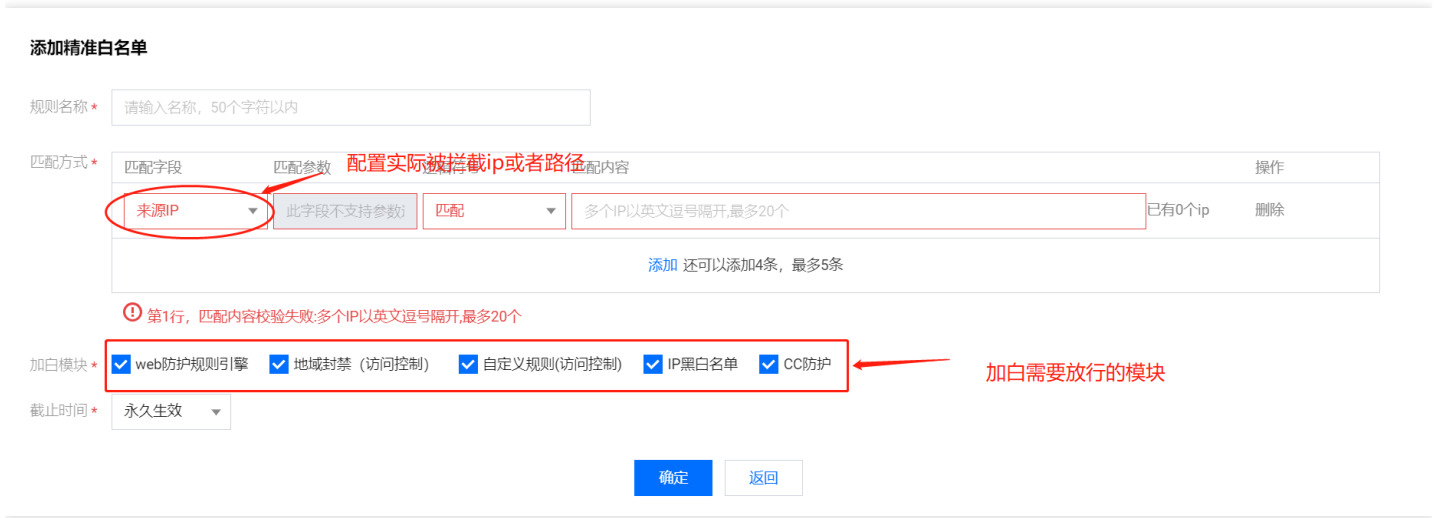 添加精准白名单
规则名称 * 请输入名称，50个字符以内
匹配方式 * 匹配字段 匹配参数 匹配内容 操作
配置实际被拦截ip或者路径
来源IP 此字段不支持参数 匹配 多个IP以英文逗号隔开,最多20个 已有0个ip 删除
添加 还可以添加4条，最多5条
第1行，匹配内容校验失败:多个IP以英文逗号隔开,最多20个
加白模块 * web防护规则引擎 地域封禁（访问控制） 自定义规则(访问控制) IP黑白名单 CC防护
加白需要放行的模块
截止时间 * 永久生效
确定 返回